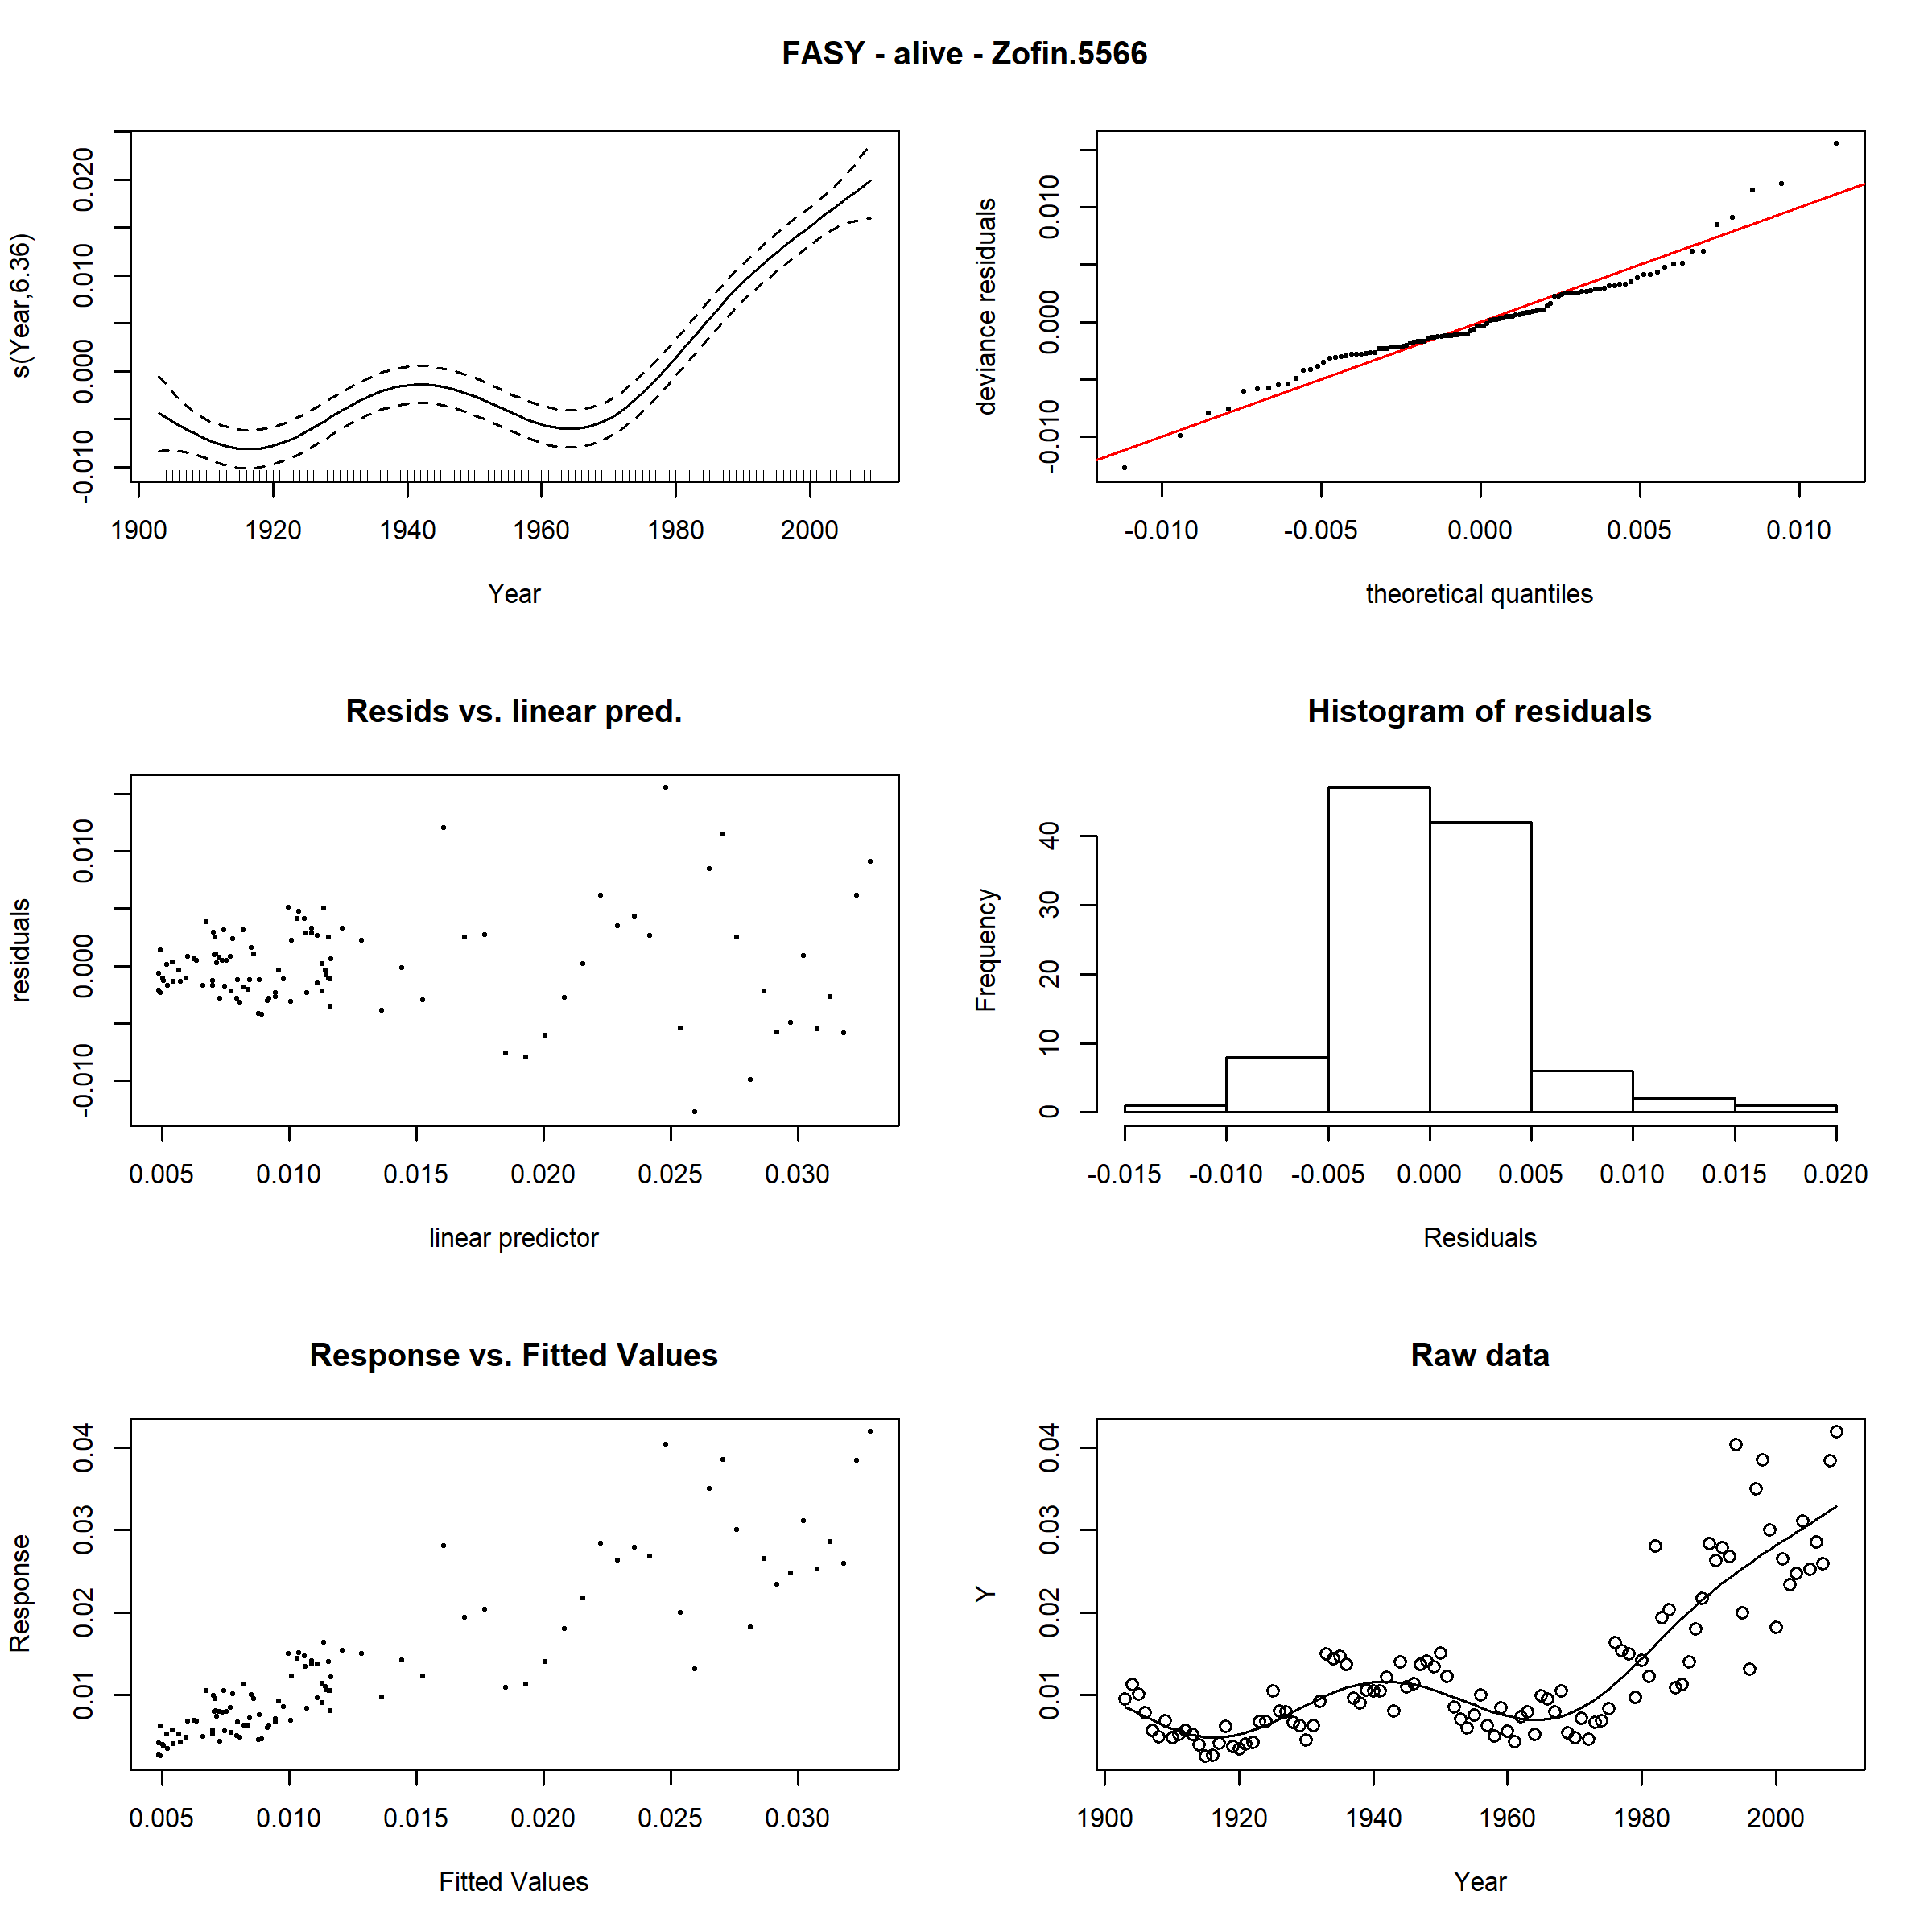 FASY - alive - Zofin.5566
s(Year,6.36)
-0.010 0.000 0.010 0.020
1900 1920 1940 1960 1980 2000
Year
deviance residuals
-0.010 0.000 0.010
-0.010 -0.005 0.000 0.005 0.010
theoretical quantiles
Resids vs. linear pred.
residuals
-0.010 0.000 0.010
0.005 0.010 0.015 0.020 0.025 0.030
linear predictor
Histogram of residuals
Frequency
0 10 20 30 40
-0.015 -0.010 -0.005 0.000 0.005 0.010 0.015 0.020
Residuals
Response vs. Fitted Values
Response
0.01 0.02 0.03 0.04
0.005 0.010 0.015 0.020 0.025 0.030
Fitted Values
Raw data
Y
0.01 0.02 0.03 0.04
1900 1920 1940 1960 1980 2000
Year